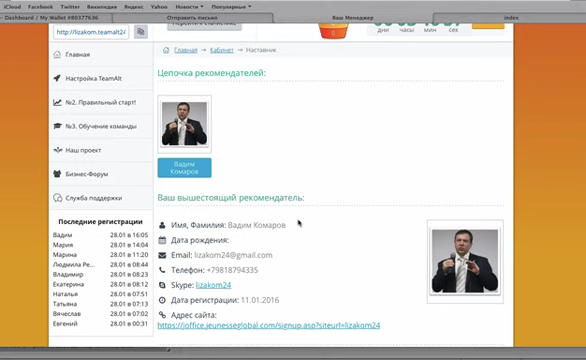 iCloud Facebook Twitter Википедия Яндекс Yahoo Новости Популярные
Dashboard / My Wallet #80377636 Отправить письмо Ваш Менеджер index
http://lizakom.teamalt24
дни часы мин сек
Главная Кабинет Наставник
Главная
Настройка TeamAlt
№2. Правильный старт!
№3. Обучение команды
Наш проект
Бизнес-Форум
Служба поддержки
Последние регистрации
Вадим 28.01 в 16:05
Мария 28.01 в 14:04
Марина 28.01 в 11:20
Людмила Ре... 28.01 в 08:44
Владимир 28.01 в 08:23
Екатерина 28.01 в 08:12
Наталья 28.01 в 07:51
Татьяна 28.01 в 07:13
Вячеслав 28.01 в 07:02
Евгений 28.01 в 00:31
Цепочка рекомендателей:
Вадим
Комаров
Ваш вышестоящий рекомендатель:
Имя, Фамилия: Вадим Комаров
Дата рождения:
Email: lizakom24@gmail.com
Телефон: +79818794335
Skype: lizakom24
Дата регистрации: 11.01.2016
Адрес сайта:
https://joffice.jeunesseglobal.com/signup.asp?siteurl=lizakom24